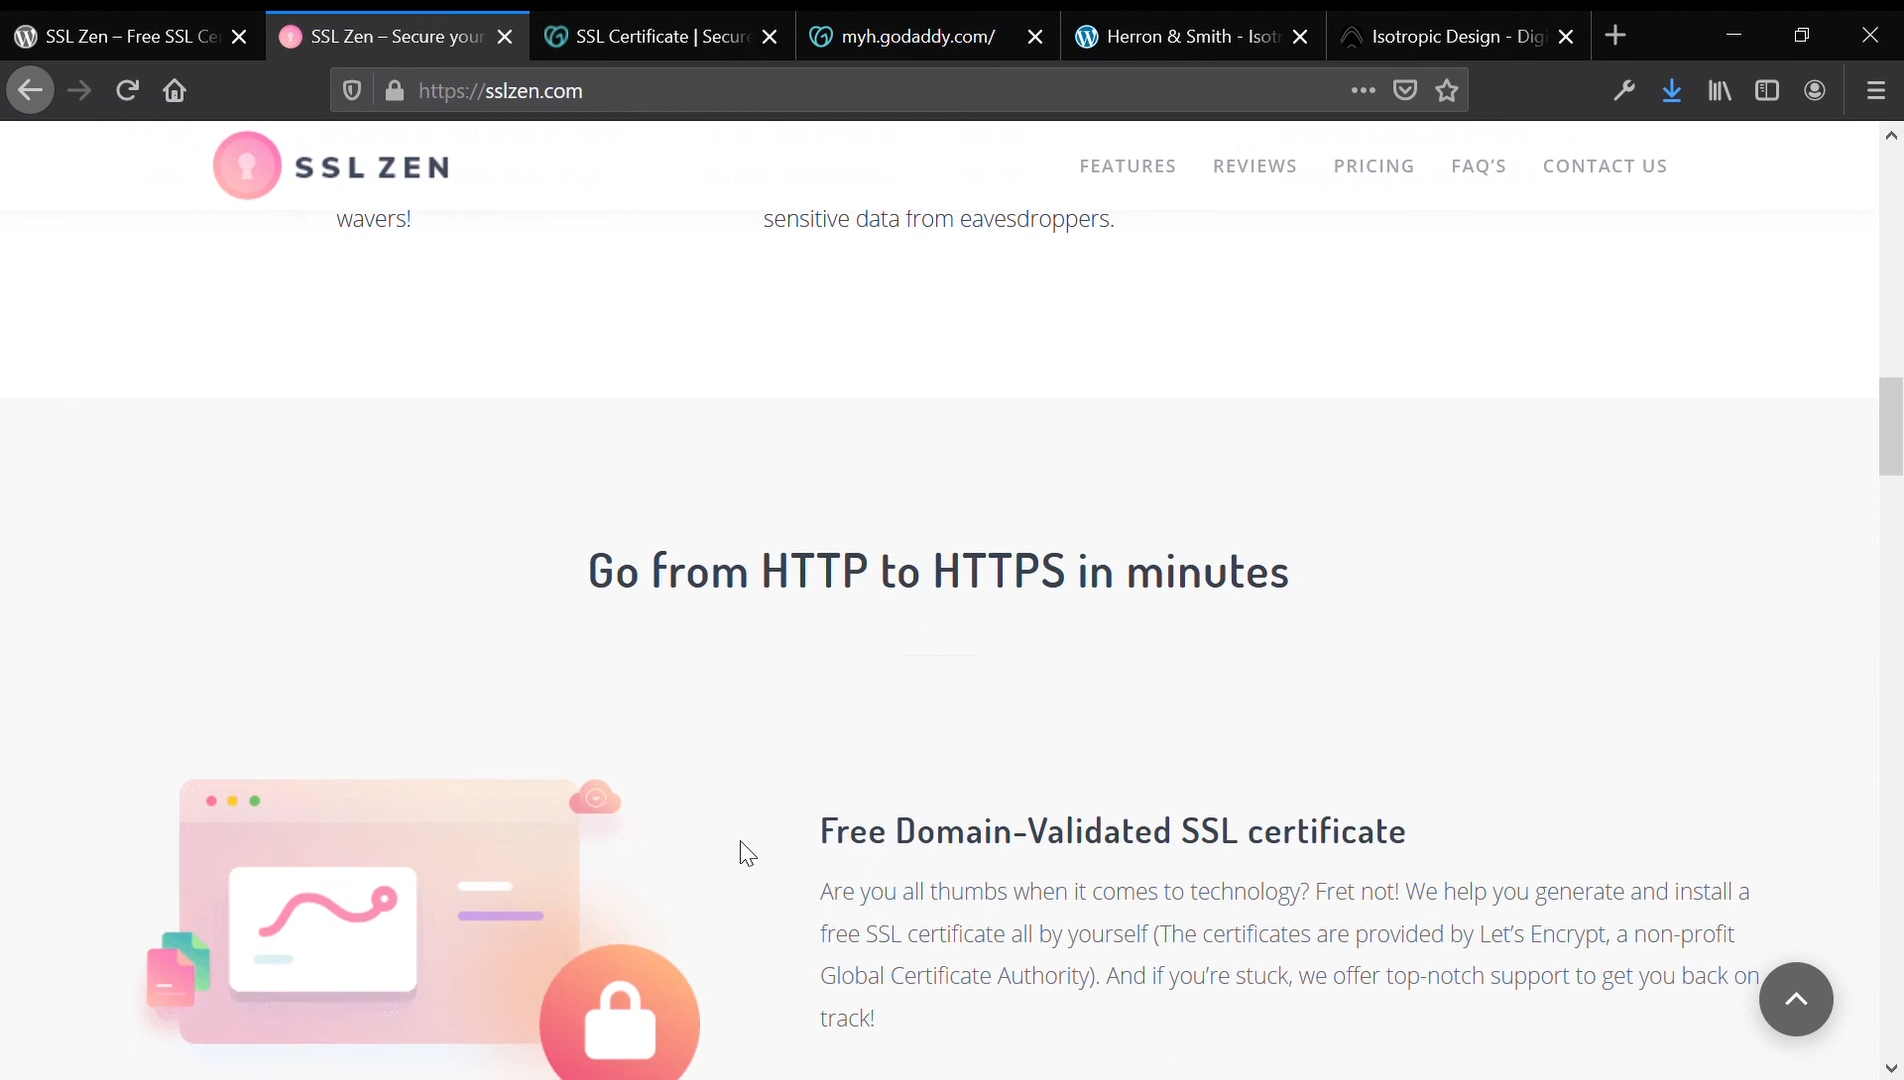 SSL Zen – Free SSL Ce
SSL Zen – Secure your
SSL Certificate | Secure
myh.godaddy.com/
Herron & Smith - Isotr
Isotropic Design - Digi
https://sslzen.com
SSL ZEN
FEATURES
REVIEWS
PRICING
FAQ'S
CONTACT US
wavers!
sensitive data from eavesdroppers.
Go from HTTP to HTTPS in minutes
Free Domain-Validated SSL certificate
Are you all thumbs when it comes to technology? Fret not! We help you generate and install a
free SSL certificate all by yourself (The certificates are provided by Let's Encrypt, a non-profit
Global Certificate Authority). And if you're stuck, we offer top-notch support to get you back on
track!